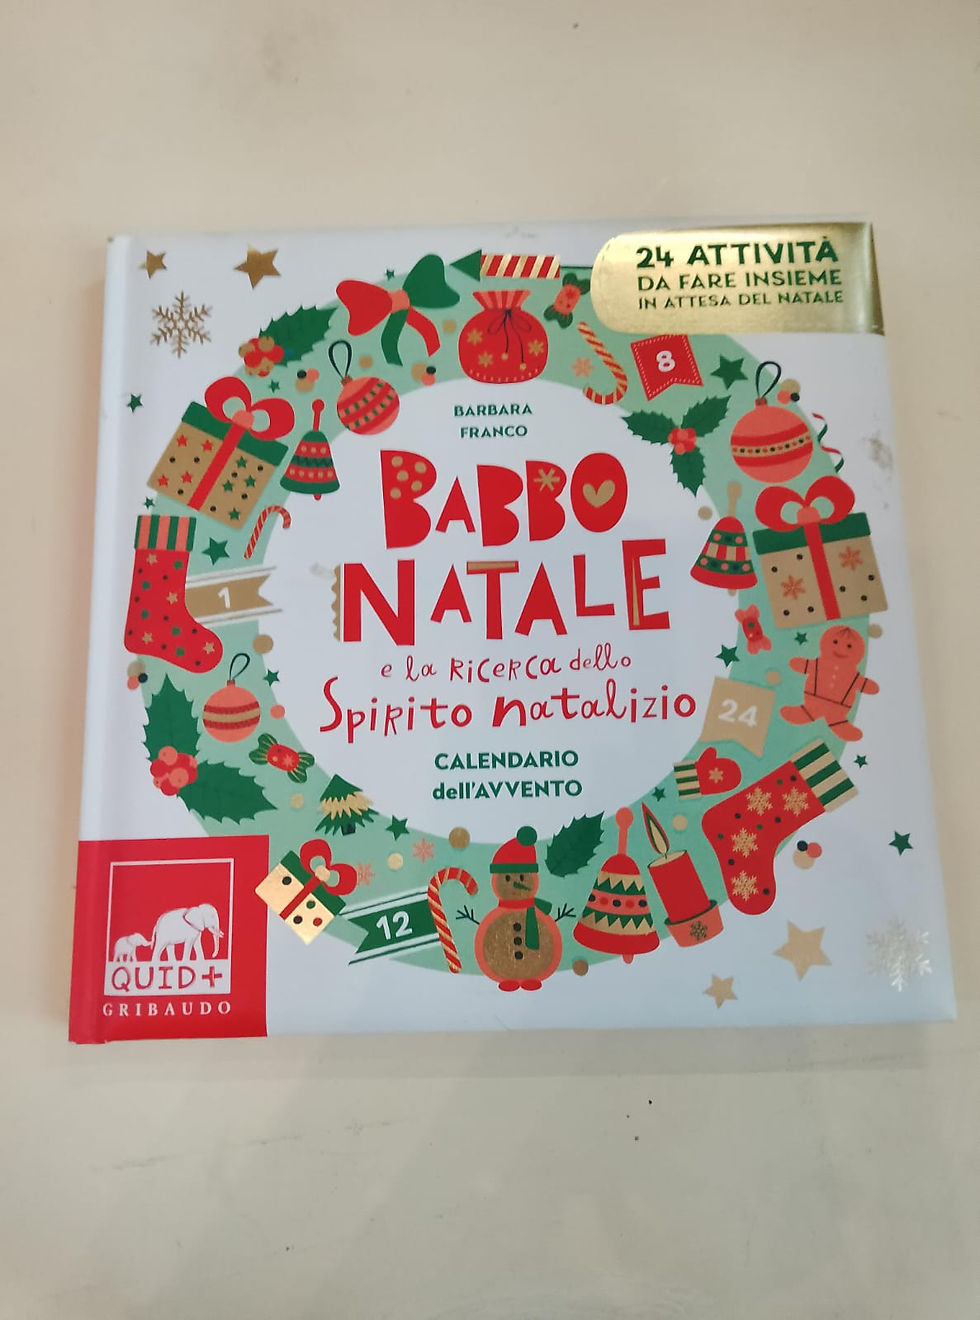 24 ATTIVITÀ
DA FARE INSIEME
IN ATTESA DEL NATALE
8
BARBARA
FRANCO
BABBO
NATALE
1
e la RICERCA dello
Spirito natalizio
24
CALENDARIO
dell'AVVENTO
12
QUID+
GRIBAUDO